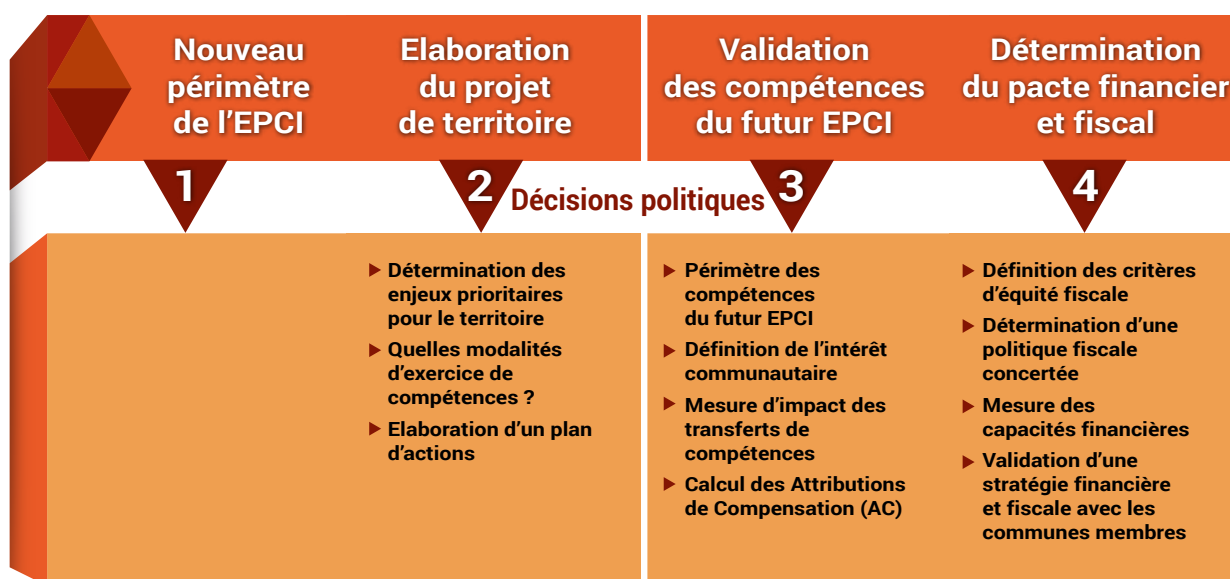 Nouveau
périmètre
de l'EPCI
Elaboration
du projet
de territoire
Validation
des compétences
du futur EPCI
Détermination
du pacte financier
et fiscal
1
2
Décisions politiques
3
4
Détermination des
enjeux prioritaires
pour le territoire
Quelles modalités
d'exercice de
compétences ?
Elaboration d'un plan
d'actions
Périmètre des
compétences
du futur EPCI
Définition de l'intérêt
communautaire
Mesure d'impact des
transferts de
compétences
Calcul des Attributions
de Compensation (AC)
Définition des critères
d'équité fiscale
Détermination d'une
politique fiscale
concertée
Mesure des
capacités financières
Validation d'une
stratégie financière
et fiscale avec les
communes membres